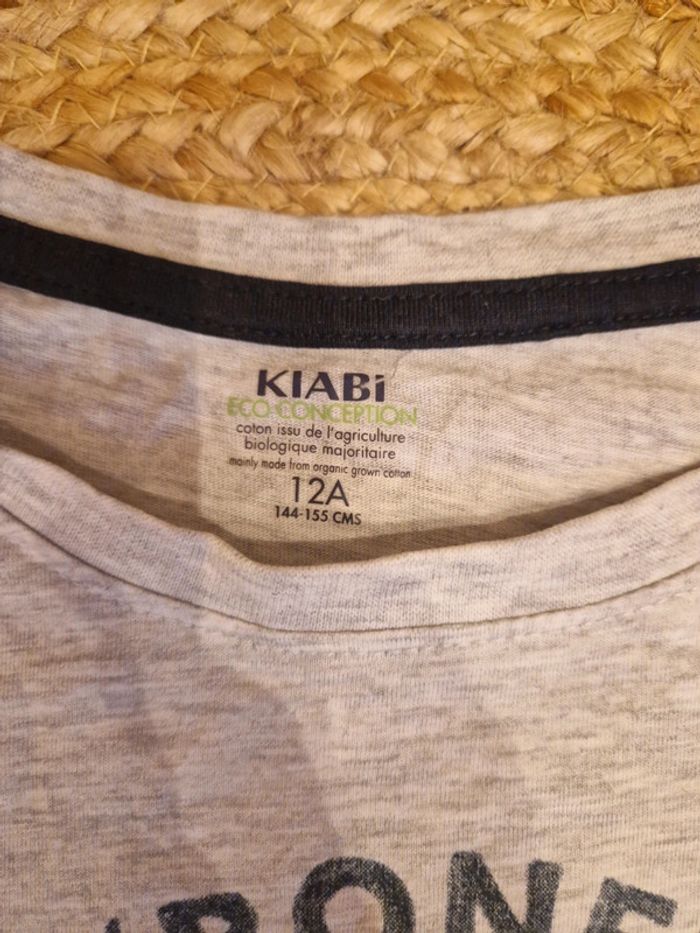 KIABi
ECO CONCEPTION
coton issu de l'agriculture
biologique majoritaire
mainly made from organic grown cotton
12A
144-155 CMS